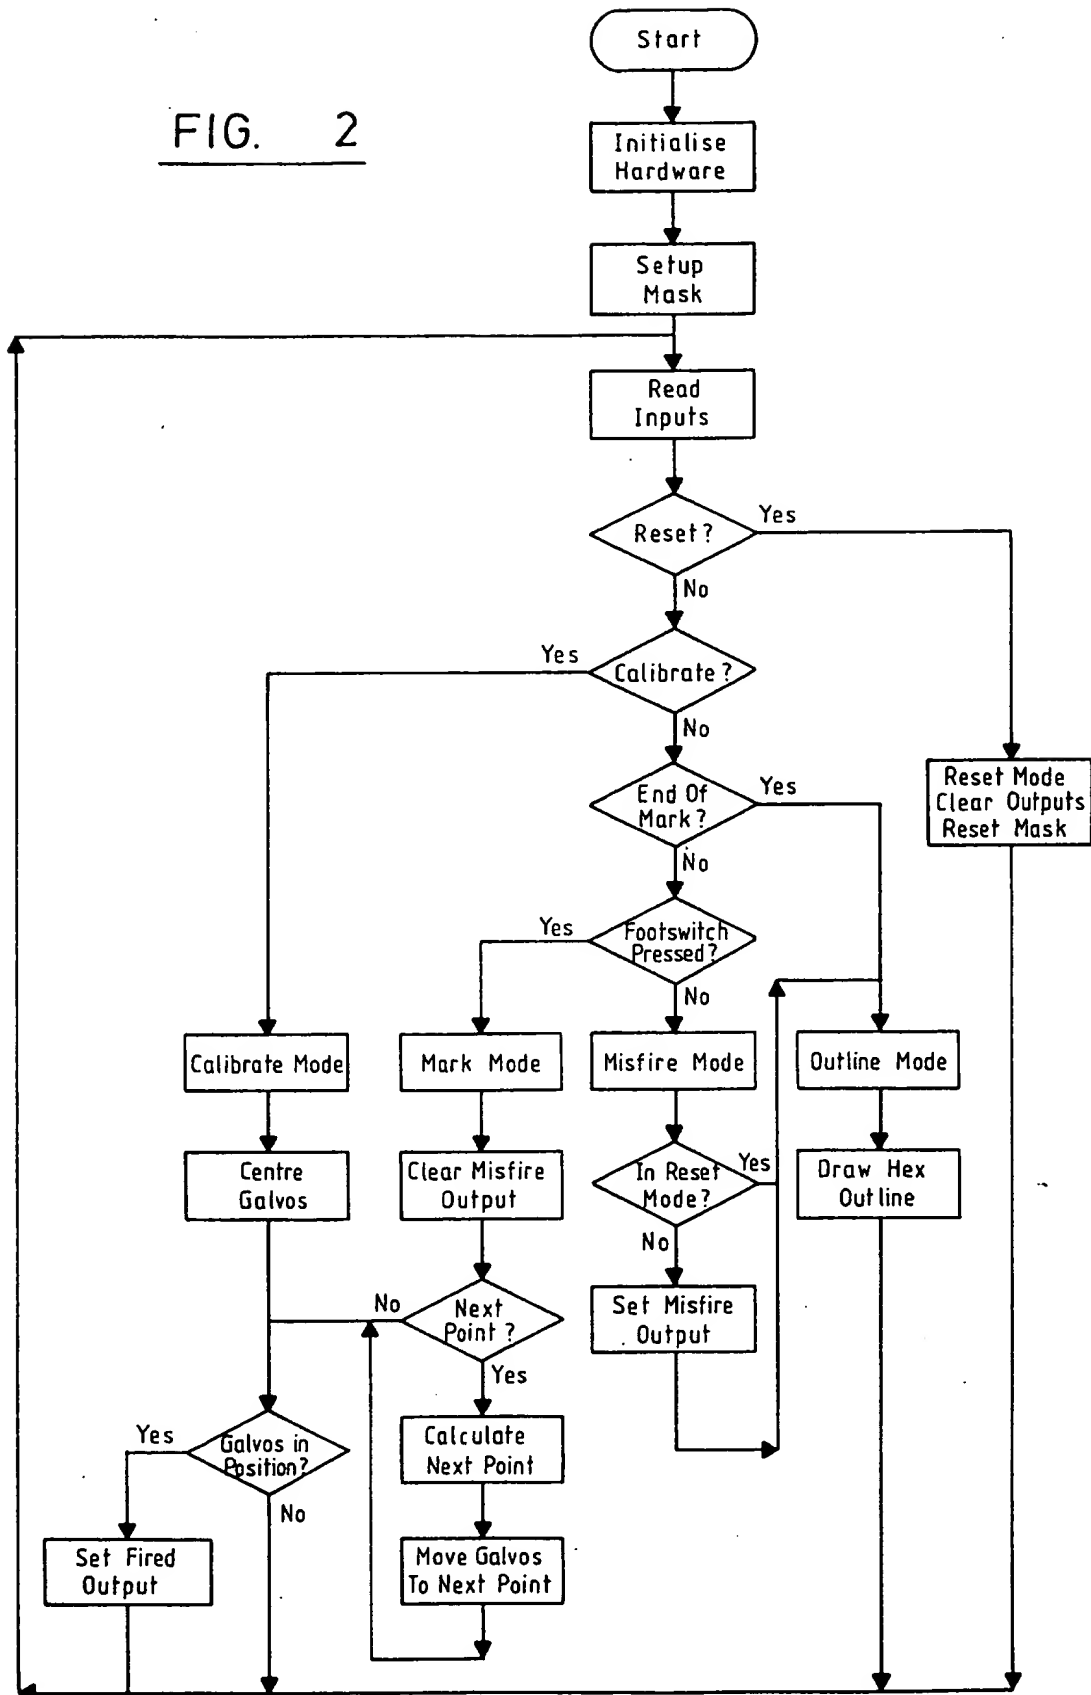 Start
FIG. 2
Initialise
Hardware
Setup
Mask
Read
Inputs
Reset?
Yes
No
Calibrate?
Yes
No
End Of
Mark?
Yes
No
Reset Mode
Clear Outputs
Reset Mask
Footswitch
Pressed?
Yes
No
Calibrate Mode
Mark Mode
Misfire Mode
Outline Mode
Centre
Galvos
Clear Misfire
Output
In Reset
Mode?
Yes
No
Draw Hex
Outline
Next
Point?
No
Yes
Set Misfire
Output
Galvos in
Position?
Yes
No
Calculate
Next Point
Set Fired
Output
Move Galvos
To Next Point